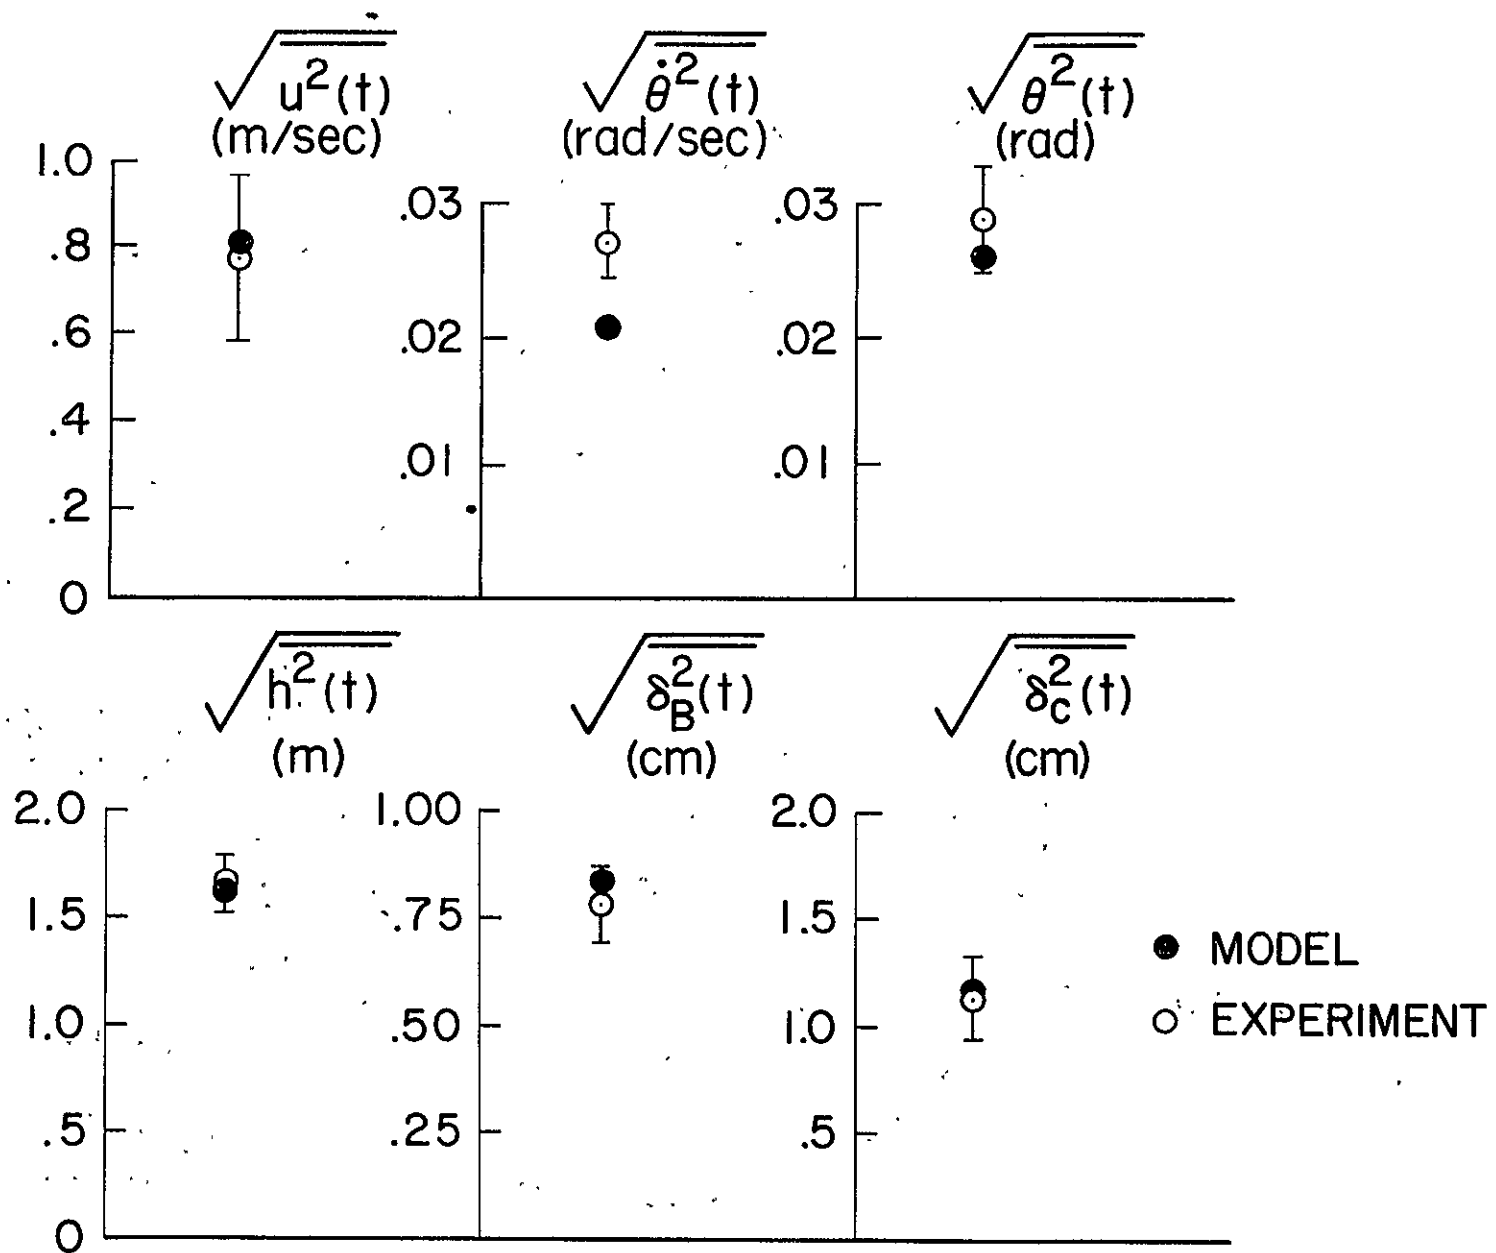 √u²(t)
(m/sec)
1.0
.8
.6
.4
.2
0
√θ̇²(t)
(rad/sec)
.03
.02
.01
√θ²(t)
(rad)
.03
.02
.01
√h²(t)
(m)
2.0
1.5
1.0
.5
0
√δ_B²(t)
(cm)
1.00
.75
.50
.25
√δ_C²(t)
(cm)
2.0
1.5
1.0
.5
● MODEL
○ EXPERIMENT